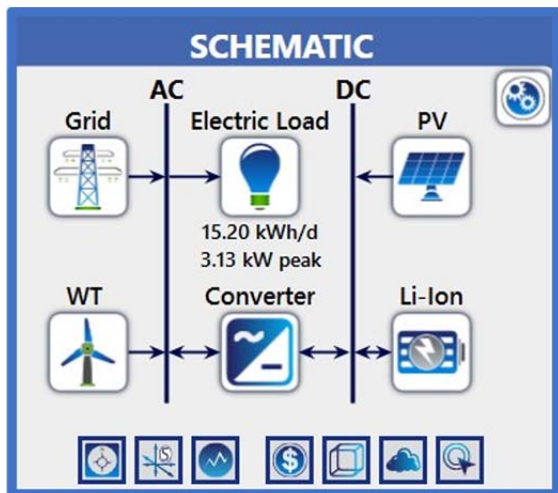 SCHEMATIC
AC DC
Grid Electric Load PV
15.20 kWh/d
3.13 kW peak
WT Converter Li-Ion